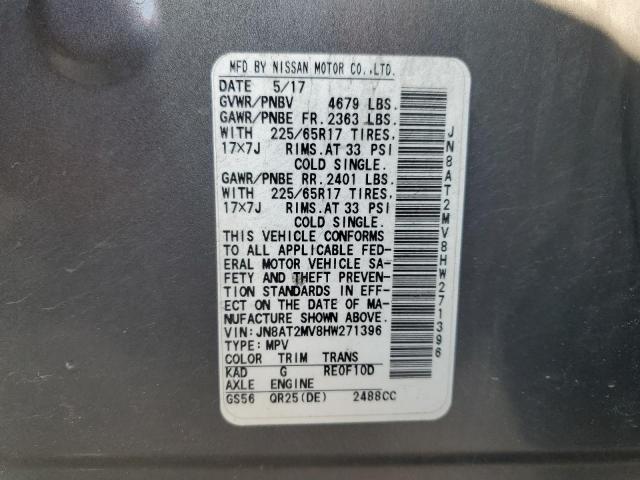 MFD BY NISSAN MOTOR CO.,LTD.
DATE 5/17
GVWR/PNBV 4679 LBS.
GAWR/PNBE FR. 2363 LBS.
WITH 225/65R17 TIRES,
17×7J RIMS.AT 33 PSI
COLD SINGLE.
GAWR/PNBE RR. 2401 LBS.
WITH 225/65R17 TIRES,
17×7J RIMS.AT 33 PSI
COLD SINGLE.
THIS VEHICLE CONFORMS
TO ALL APPLICABLE FED-
ERAL MOTOR VEHICLE SA-
FETY AND THEFT PREVEN-
TION STANDARDS IN EFF-
ECT ON THE DATE OF MA-
NUFACTURE SHOWN ABOVE.
VIN: JN8AT2MV8HW271396
TYPE: MPV
COLOR TRIM TRANS
KAD G RE0F10D
AXLE ENGINE
GS56 QR25(DE) 2488CC
JN8AT2MV8HW271396